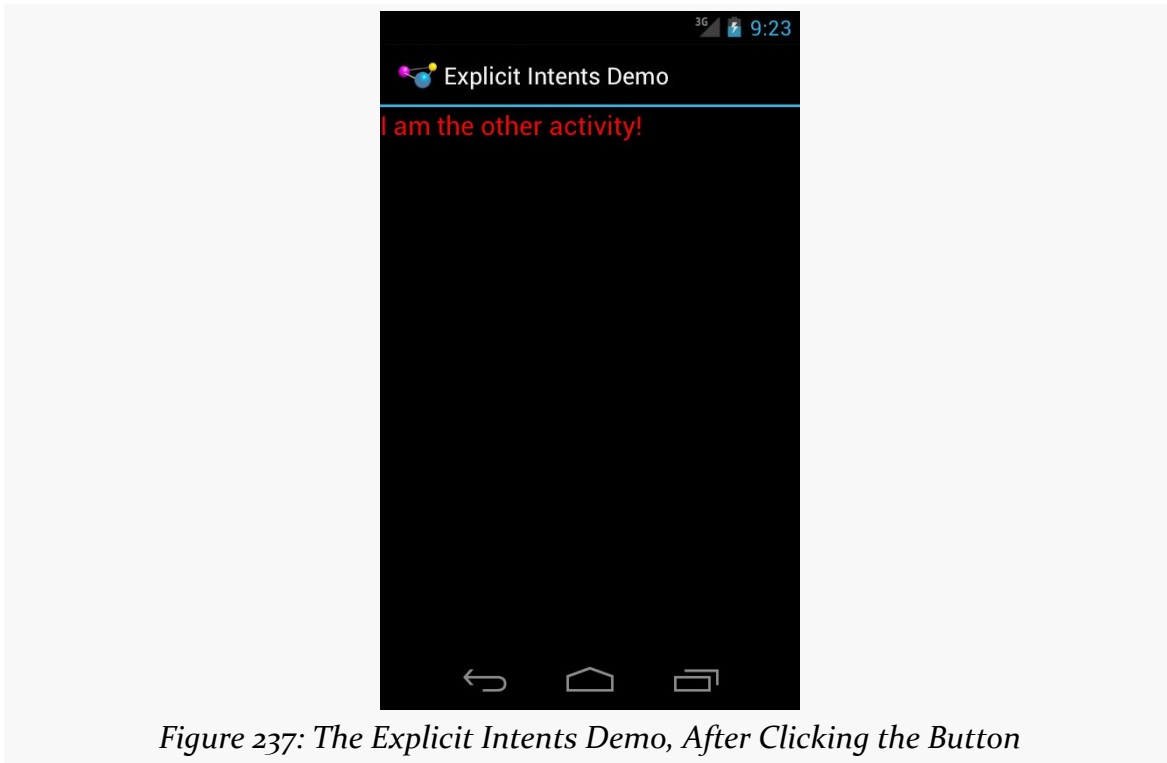 3G 9:23
Explicit Intents Demo
I am the other activity!
Figure 237: The Explicit Intents Demo, After Clicking the Button